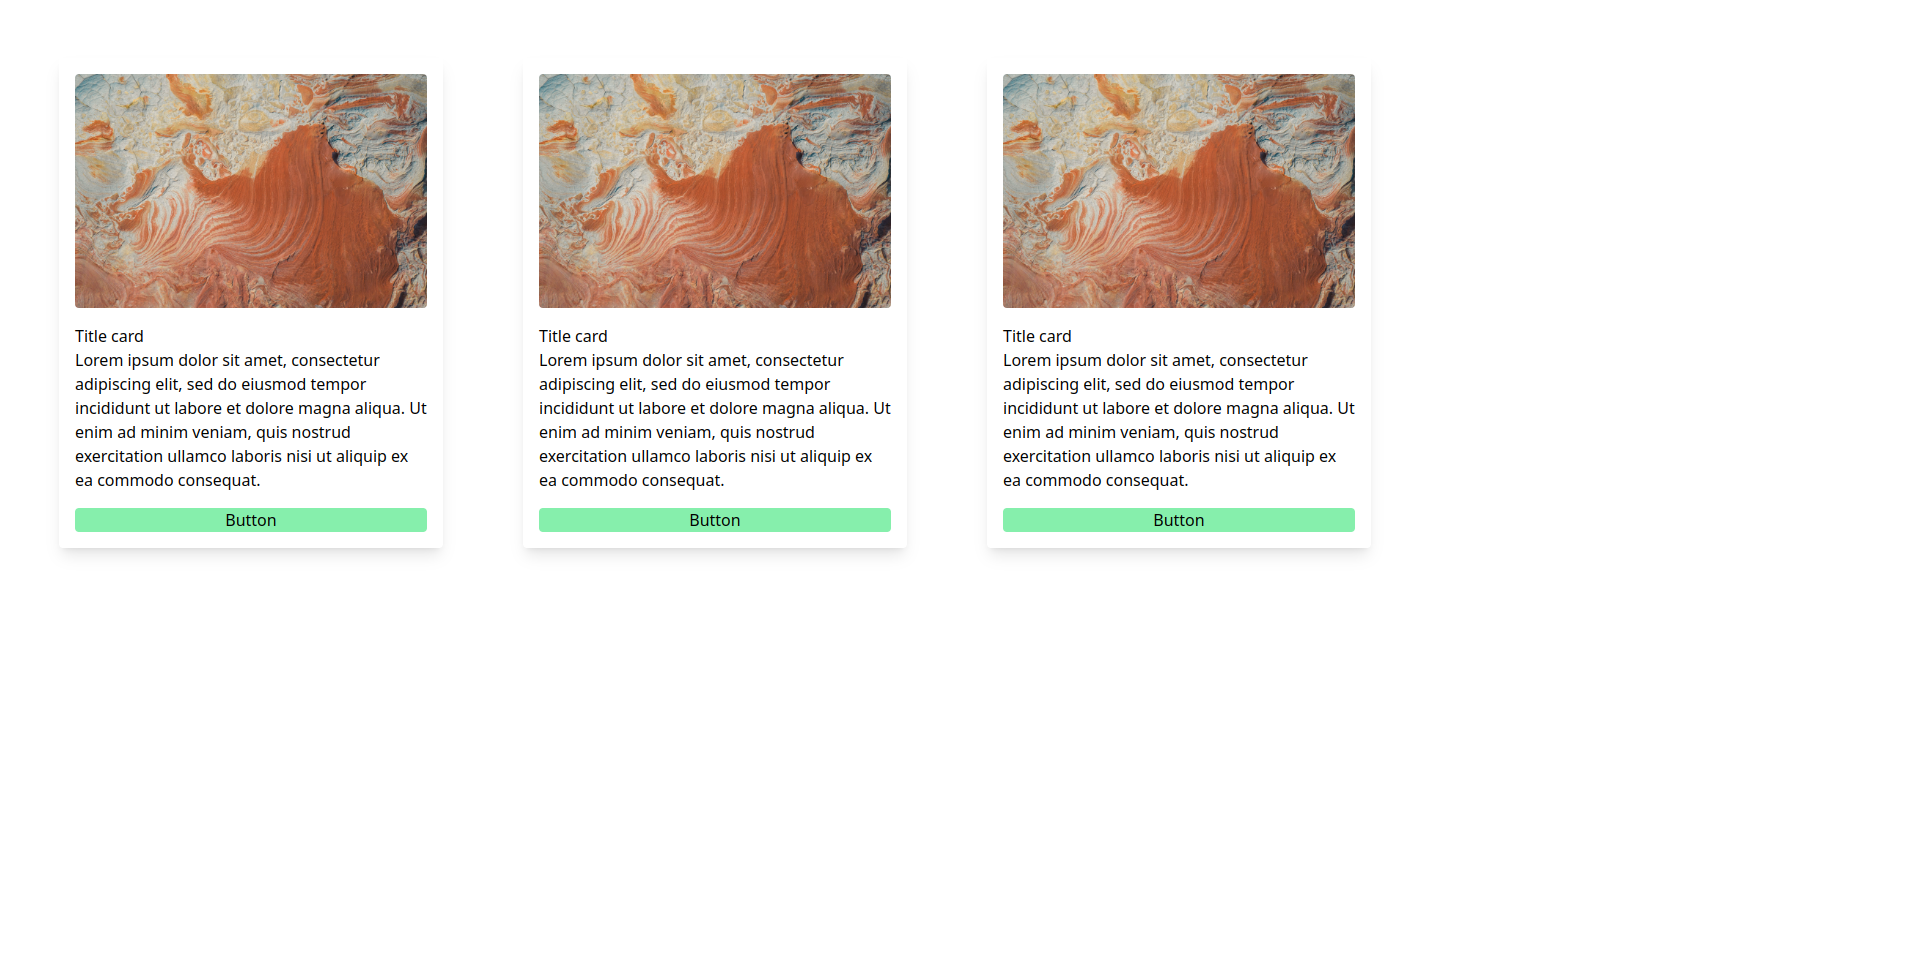 Title card
Lorem ipsum dolor sit amet, consectetur
adipiscing elit, sed do eiusmod tempor
incididunt ut labore et dolore magna aliqua. Ut
enim ad minim veniam, quis nostrud
exercitation ullamco laboris nisi ut aliquip ex
ea commodo consequat.
Button
Title card
Lorem ipsum dolor sit amet, consectetur
adipiscing elit, sed do eiusmod tempor
incididunt ut labore et dolore magna aliqua. Ut
enim ad minim veniam, quis nostrud
exercitation ullamco laboris nisi ut aliquip ex
ea commodo consequat.
Button
Title card
Lorem ipsum dolor sit amet, consectetur
adipiscing elit, sed do eiusmod tempor
incididunt ut labore et dolore magna aliqua. Ut
enim ad minim veniam, quis nostrud
exercitation ullamco laboris nisi ut aliquip ex
ea commodo consequat.
Button